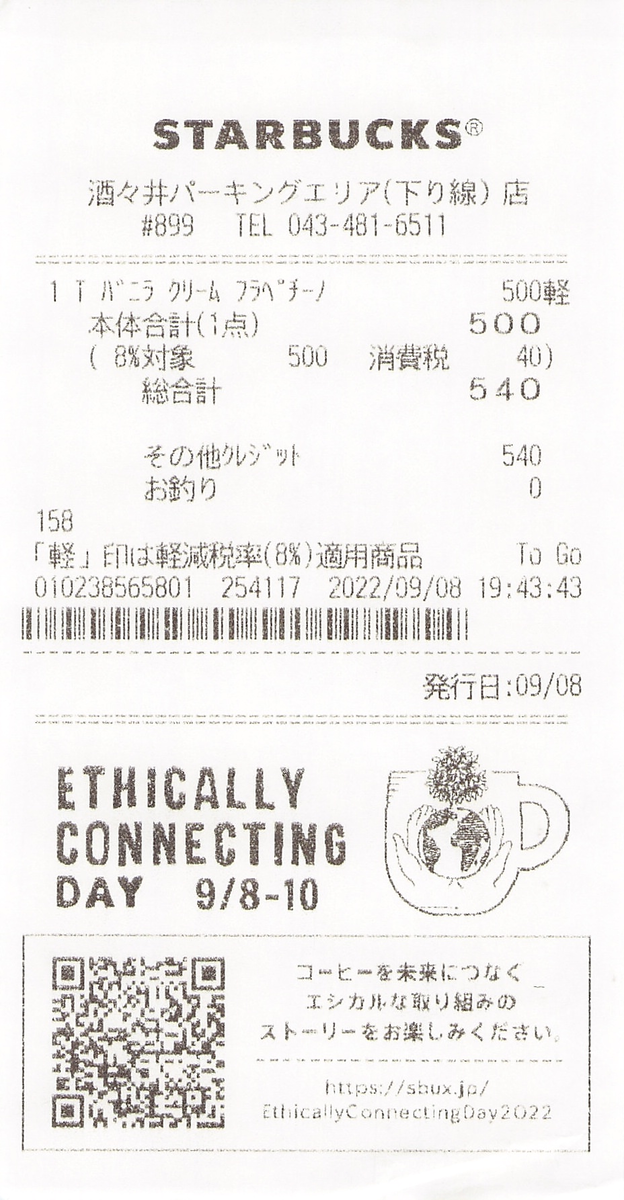 STARBUCKS®
酒々井パーキングエリア(下り線) 店
#899 TEL 043-481-6511
1 T ﾊﾞﾆﾗ ｸﾘｰﾑ ﾌﾗﾍﾟﾁｰﾉ 500軽
本体合計(1点) 500
( 8%対象 500 消費税 40)
総合計 540
その他ｸﾚｼﾞｯﾄ 540
お釣り 0
158
「軽」印は軽減税率(8%)適用商品 To Go
010238565801 254117 2022/09/08 19:43:43
発行日:09/08
ETHICALLY
CONNECTING
DAY 9/8-10
コーヒーを未来につなぐ
エシカルな取り組みの
ストーリーをお楽しみください。
https://sbux.jp/
EthicallyConnectingDay2022